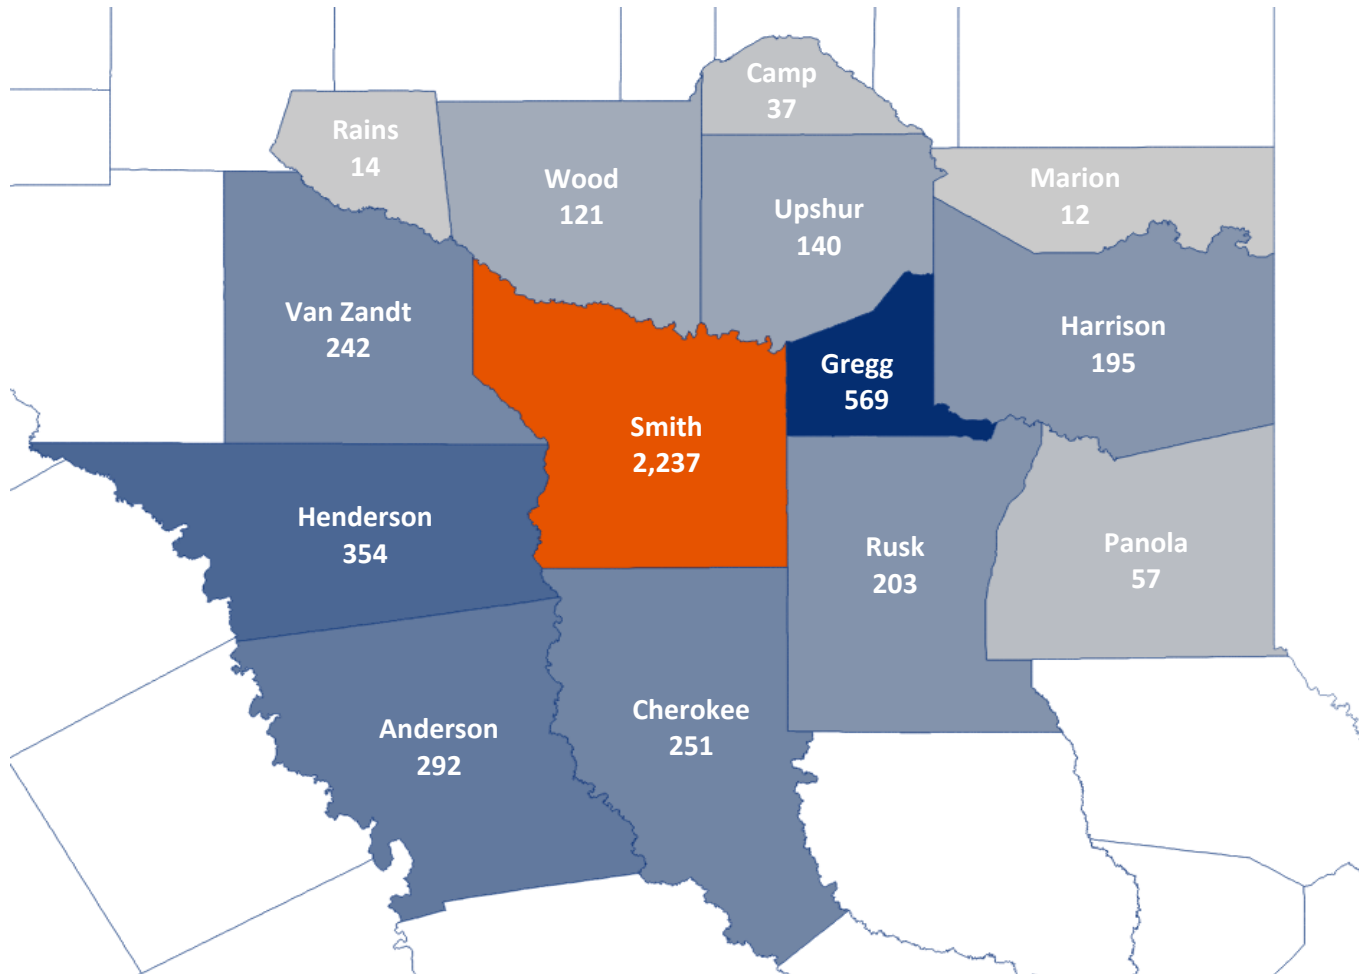 Camp
37
Rains
14
Wood
121
Marion
12
Upshur
140
Van Zandt
242
Harrison
195
Gregg
569
Smith
2,237
Henderson
354
Rusk
203
Panola
57
Cherokee
251
Anderson
292